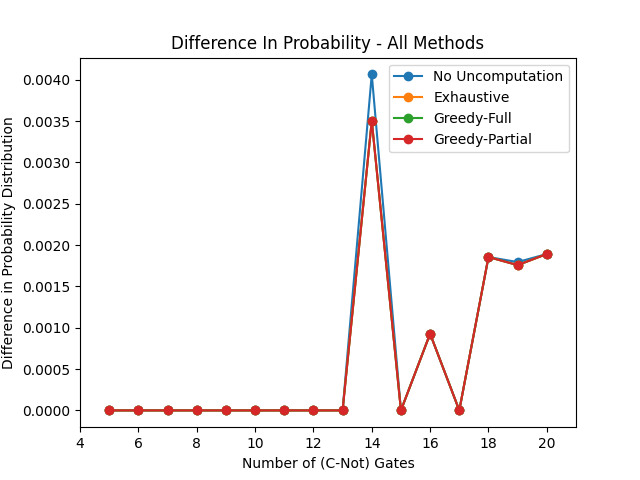 Difference In Probability - All Methods
Difference in Probability Distribution
0.0040
0.0035
0.0030
0.0025
0.0020
0.0015
0.0010
0.0005
0.0000
No Uncomputation
Exhaustive
Greedy-Full
Greedy-Partial
4 6 8 10 12 14 16 18 20
Number of (C-Not) Gates